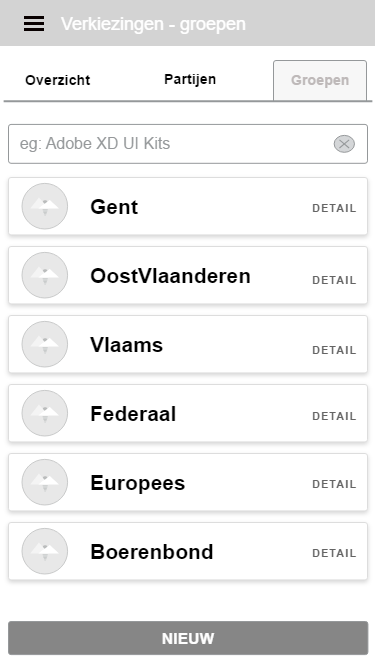 Verkiezingen - groepen
Overzicht Partijen Groepen
eg: Adobe XD UI Kits
Gent DETAIL
OostVlaanderen DETAIL
Vlaams DETAIL
Federaal DETAIL
Europees DETAIL
Boerenbond DETAIL
NIEUW